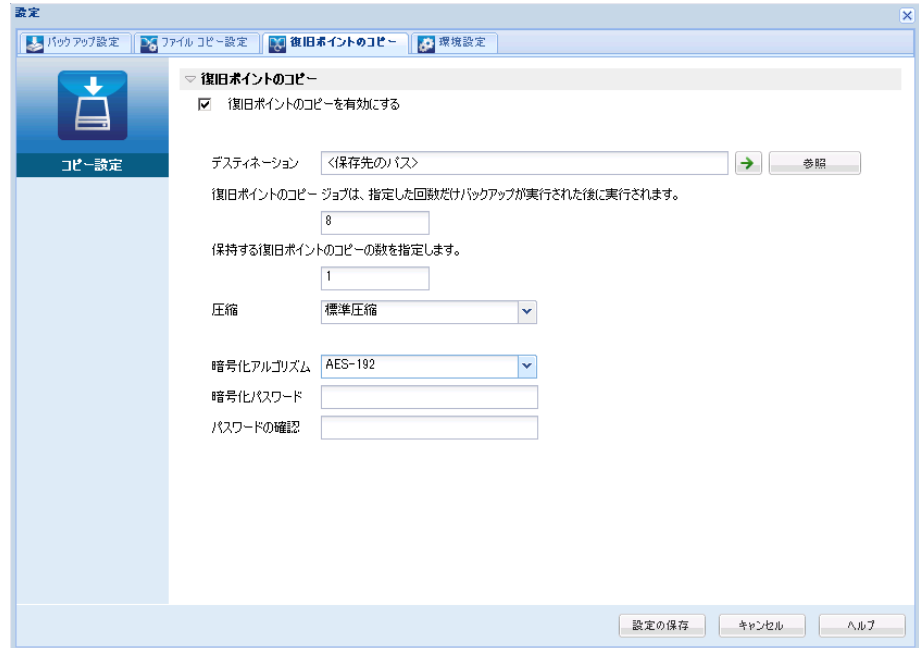 設定
バックアップ設定 ファイル コピー設定 復旧ポイントのコピー 環境設定
コピー設定
復旧ポイントのコピー
復旧ポイントのコピーを有効にする
デスティネーション <保存先のパス> 参照
復旧ポイントのコピー ジョブは、指定した回数だけバックアップが実行された後に実行されます。
8
保持する復旧ポイントのコピーの数を指定します。
1
圧縮 標準圧縮
暗号化アルゴリズム AES-192
暗号化パスワード
パスワードの確認
設定の保存 キャンセル ヘルプ